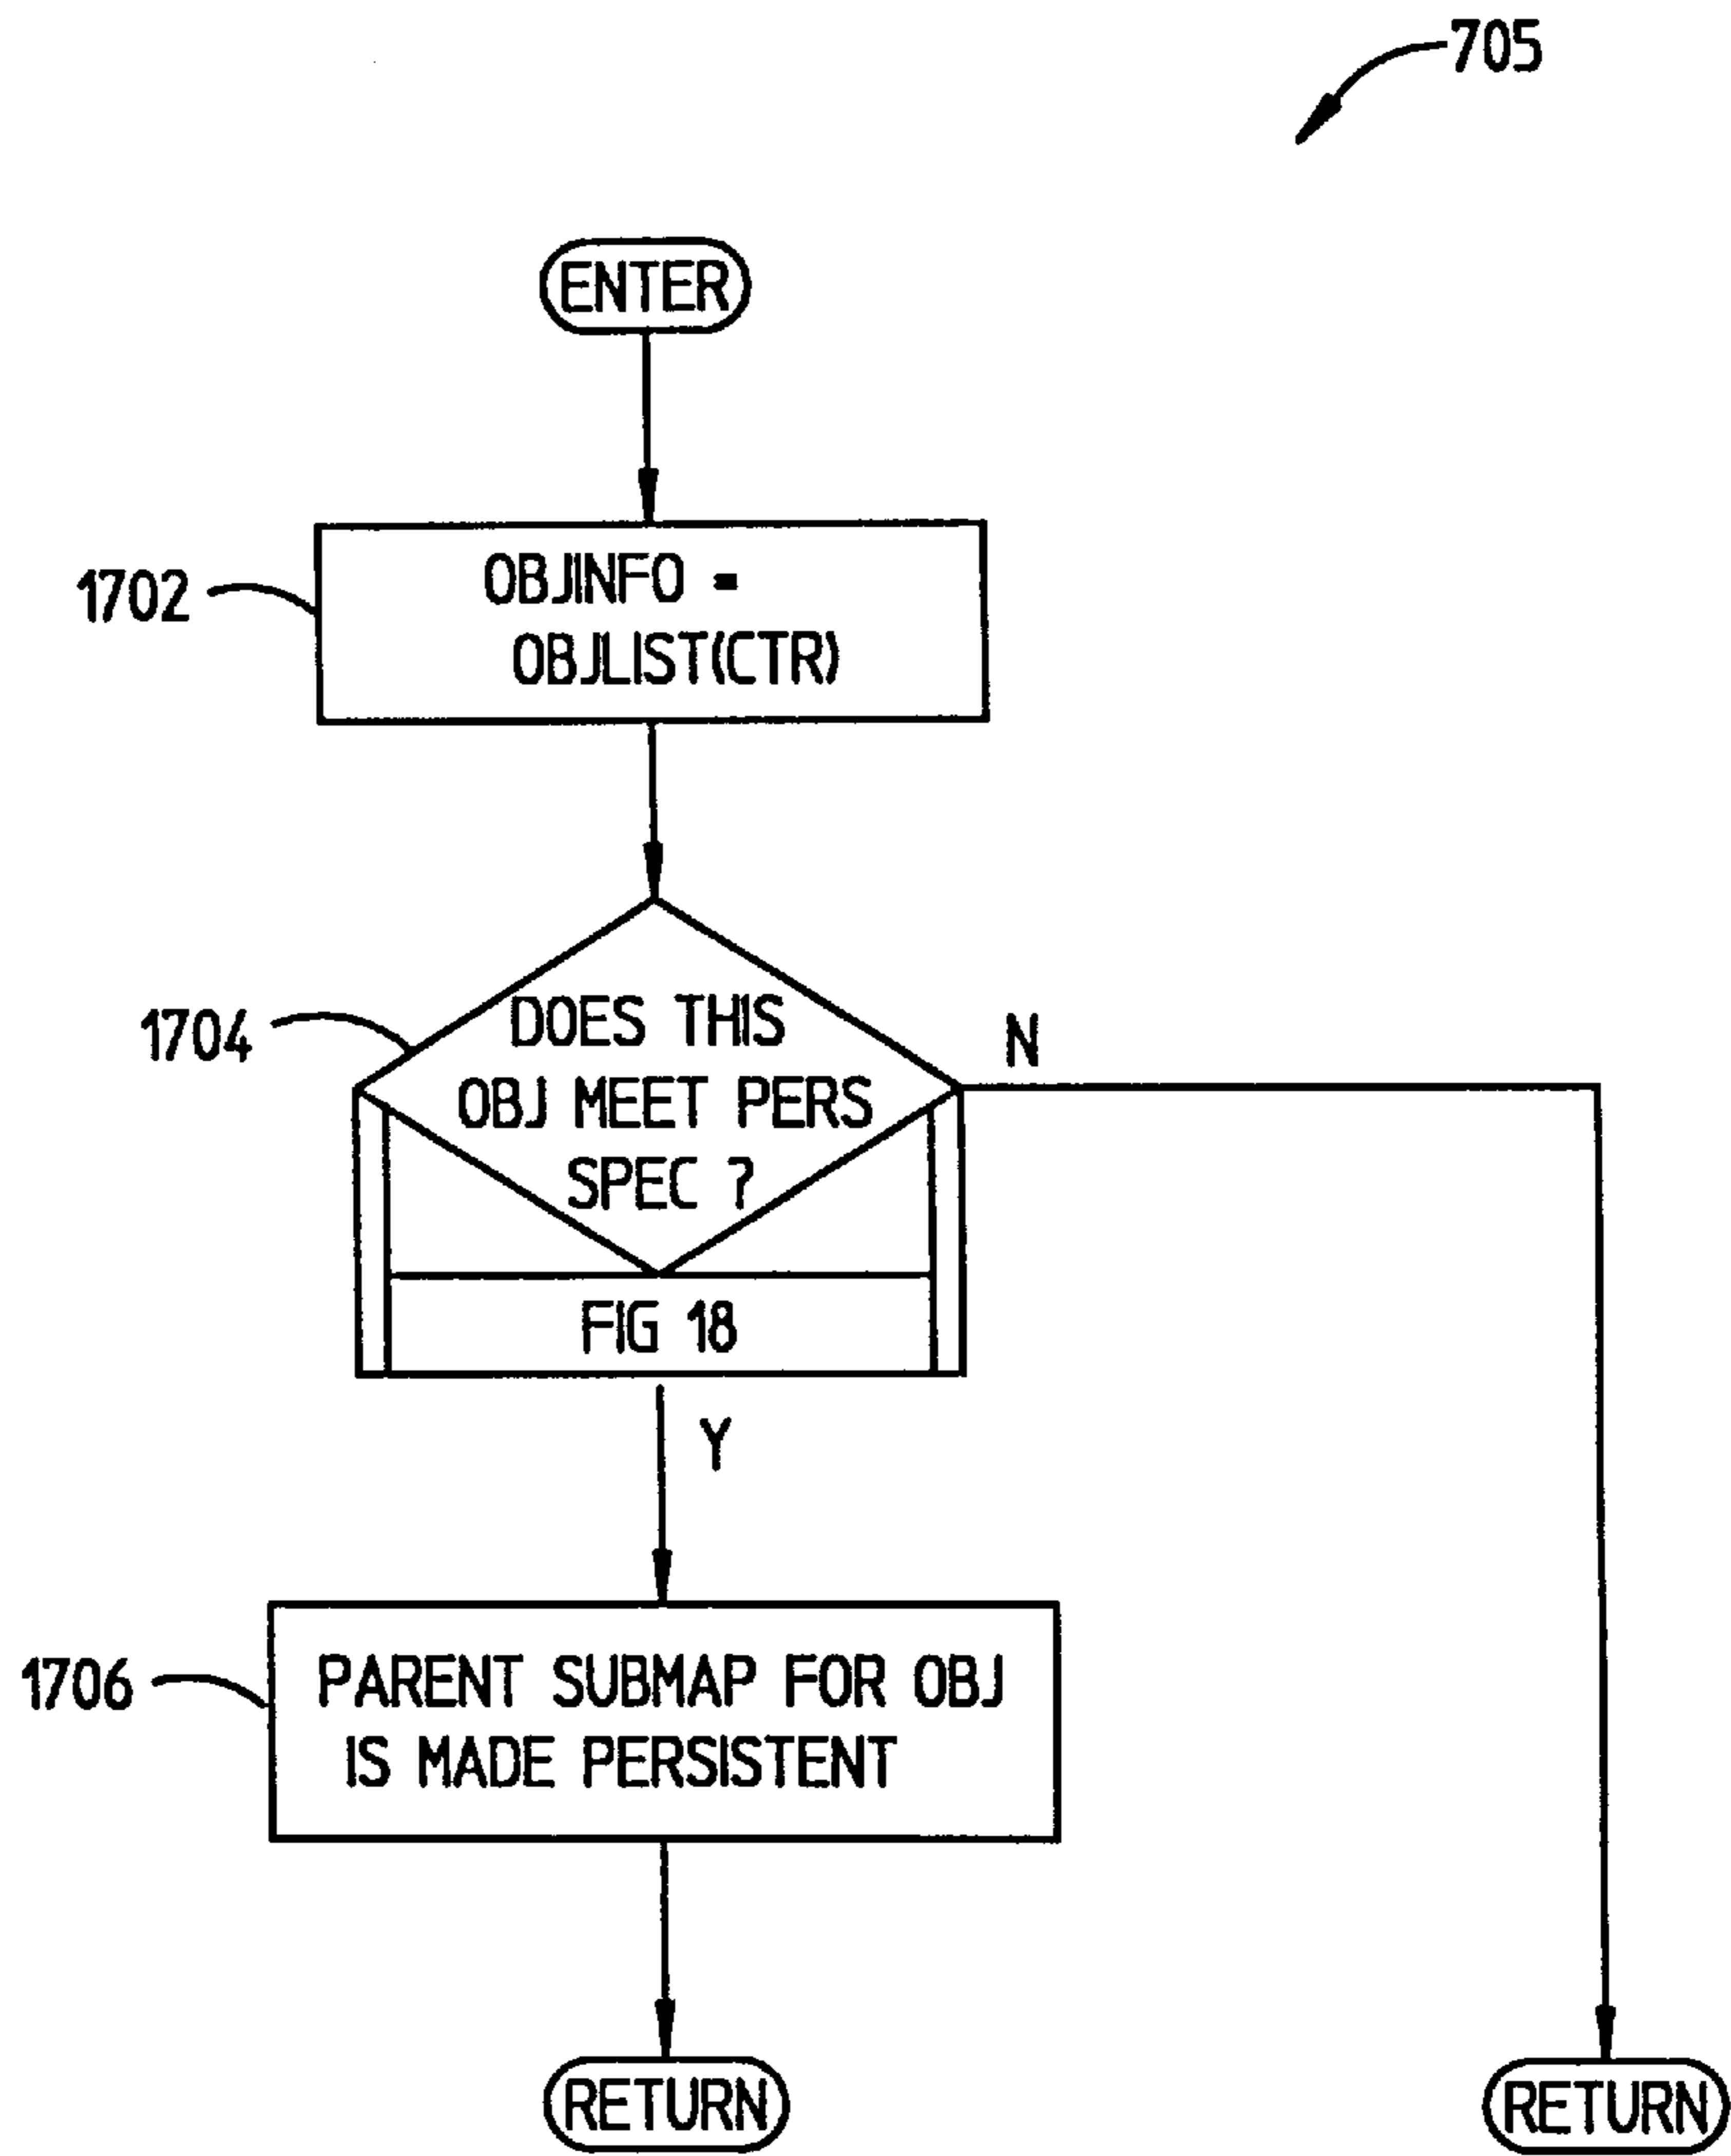 705
ENTER
1702
OBJINFO =
OBJLIST(CTR)
1704
DOES THIS
OBJ MEET PERS
SPEC ?
N
FIG 18
Y
1706
PARENT SUBMAP FOR OBJ
IS MADE PERSISTENT
RETURN
RETURN